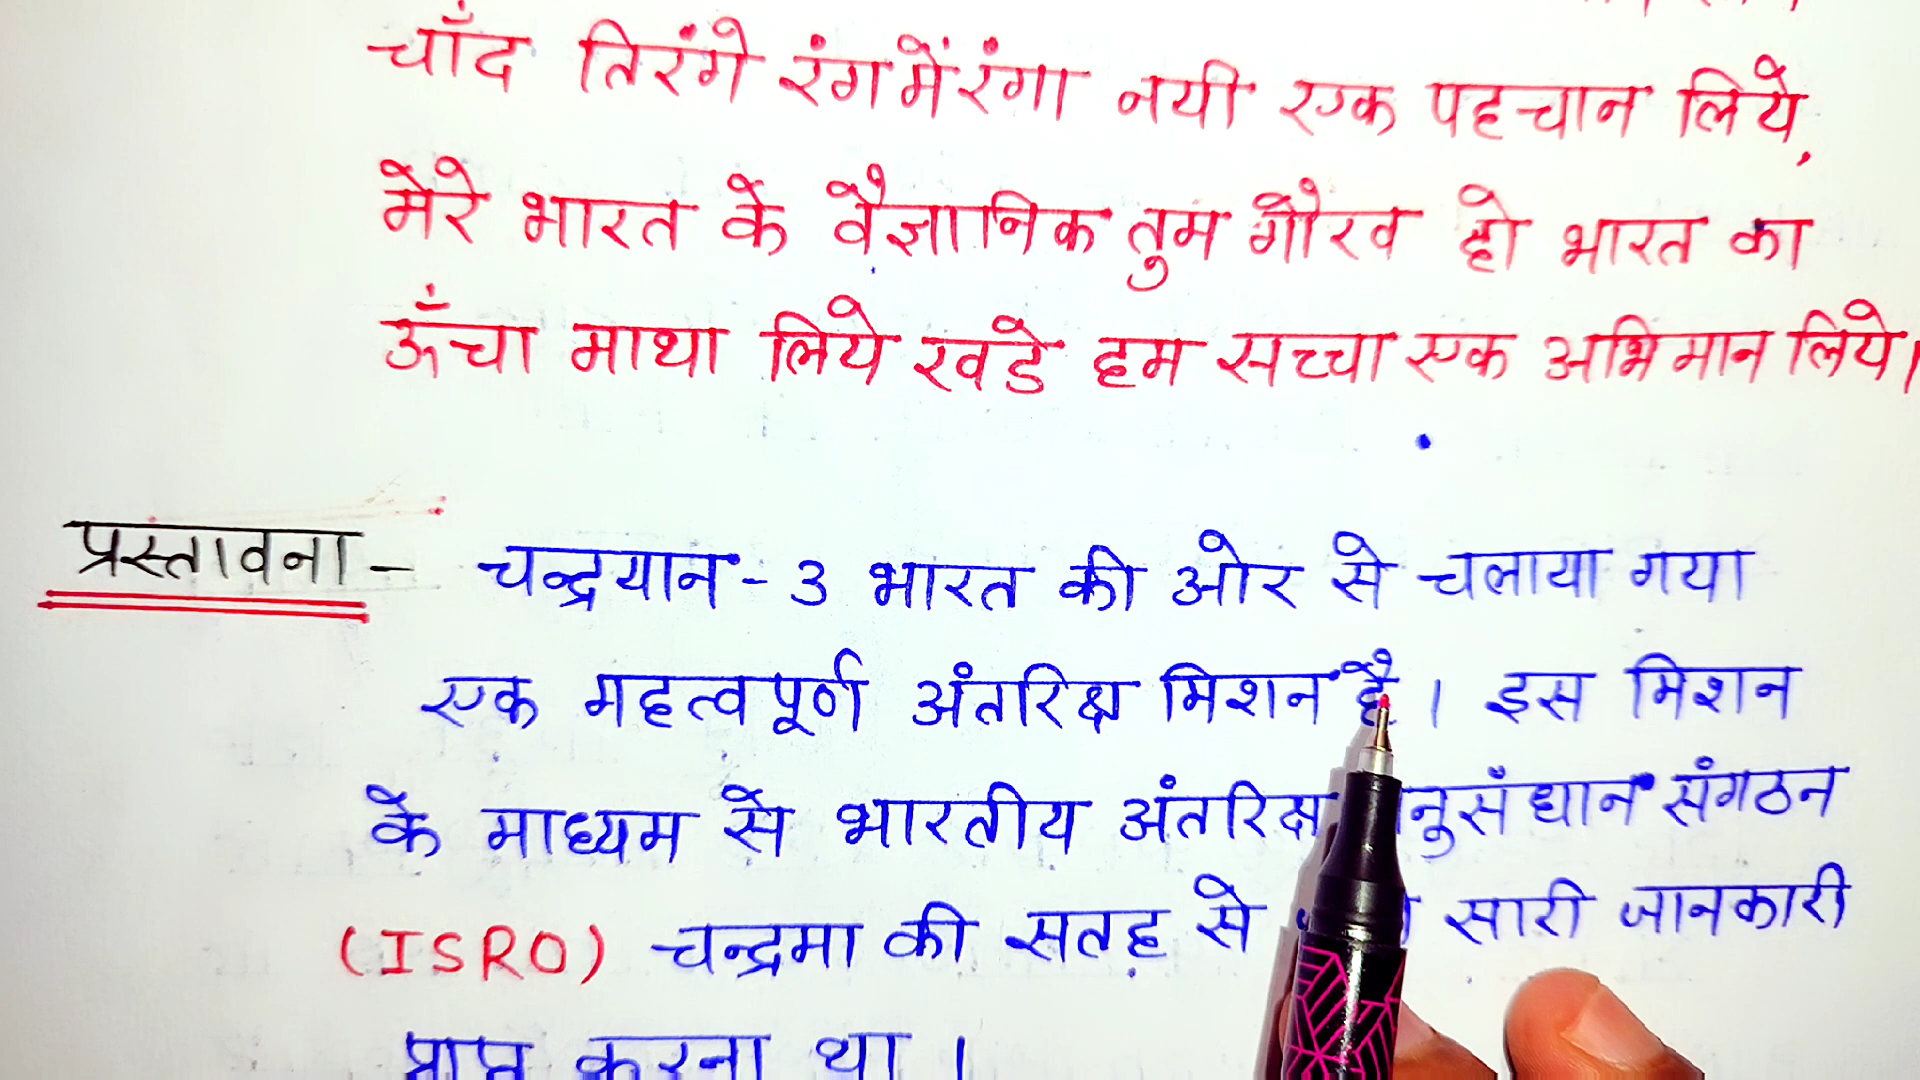 चाँद तिरंगे रंग में रंगा नयी एक पहचान लिये,
मेरे भारत के वैज्ञानिक तुम गौरव हो भारत का
ऊँचा माथा लिये खडे हम सच्चा एक अभिमान लिये।
प्रस्तावना - चन्द्रयान - 3 भारत की ओर से चलाया गया
एक महत्वपूर्ण अंतरिक्ष मिशन है। इस मिशन
के माध्यम से भारतीय अंतरिक्ष संगठन
(ISRO) चन्द्रमा की सतह से सारी जानकारी
प्राप्त करना था।